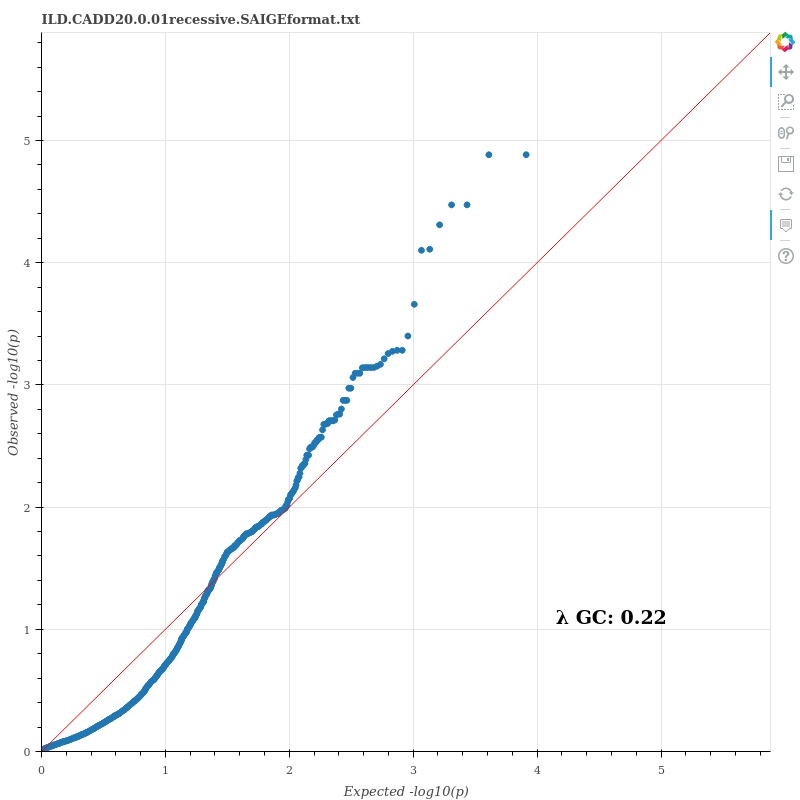 ILD.CADD20.0.01recessive.SAIGEformat.txt
5
4
3
2
1
0
Observed -log10(p)
λ GC: 0.22
0 1 2 3 4 5
Expected -log10(p)